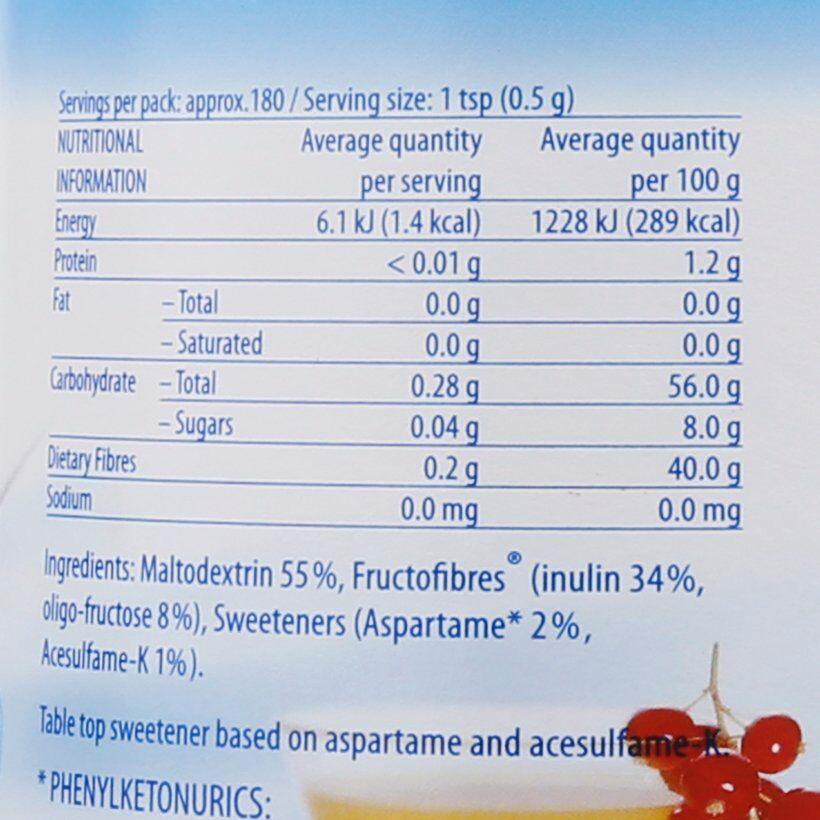 Servings per pack: approx.180 / Serving size: 1 tsp (0.5 g)
NUTRITIONAL Average quantity Average quantity
INFORMATION per serving per 100 g
Energy 6.1 kJ (1.4 kcal) 1228 kJ (289 kcal)
Protein < 0.01 g 1.2 g
Fat – Total 0.0 g 0.0 g
– Saturated 0.0 g 0.0 g
Carbohydrate – Total 0.28 g 56.0 g
– Sugars 0.04 g 8.0 g
Dietary Fibres 0.2 g 40.0 g
Sodium 0.0 mg 0.0 mg
Ingredients: Maltodextrin 55%, Fructofibres® (inulin 34%,
oligo-fructose 8%), Sweeteners (Aspartame* 2%,
Acesulfame-K 1%).
Table top sweetener based on aspartame and acesulfame-K.
* PHENYLKETONURICS: